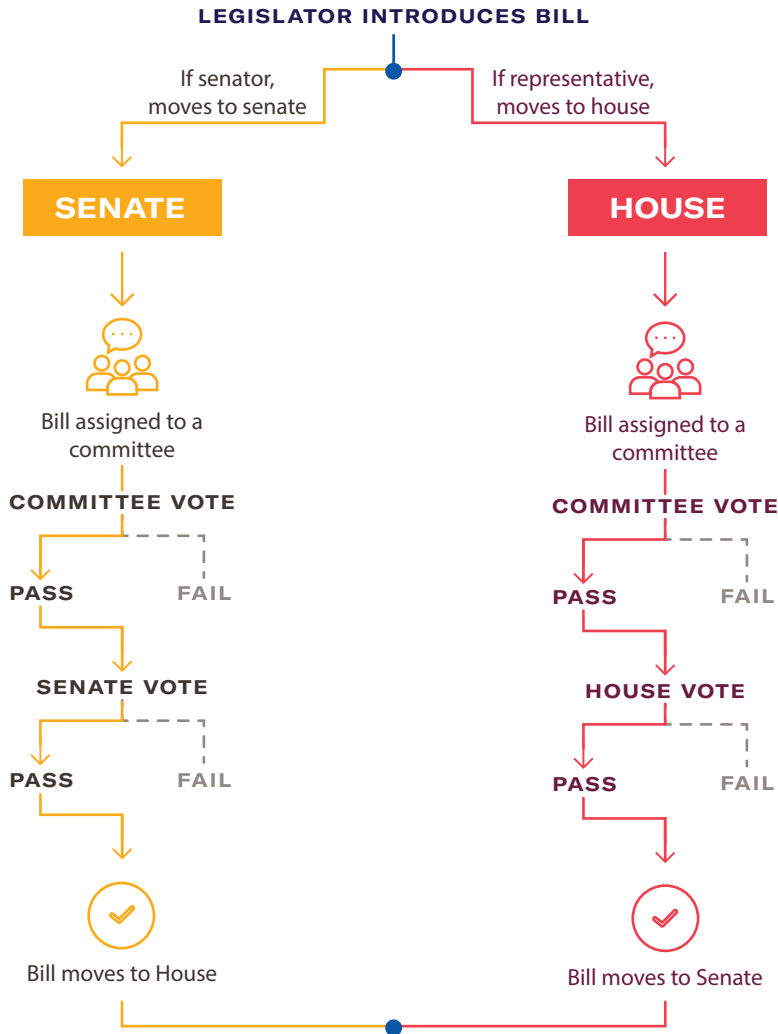 LEGISLATOR INTRODUCES BILL
If senator,
moves to senate
If representative,
moves to house
SENATE
HOUSE
Bill assigned to a
committee
Bill assigned to a
committee
COMMITTEE VOTE
COMMITTEE VOTE
PASS
FAIL
PASS
FAIL
SENATE VOTE
HOUSE VOTE
PASS
FAIL
PASS
FAIL
Bill moves to House
Bill moves to Senate